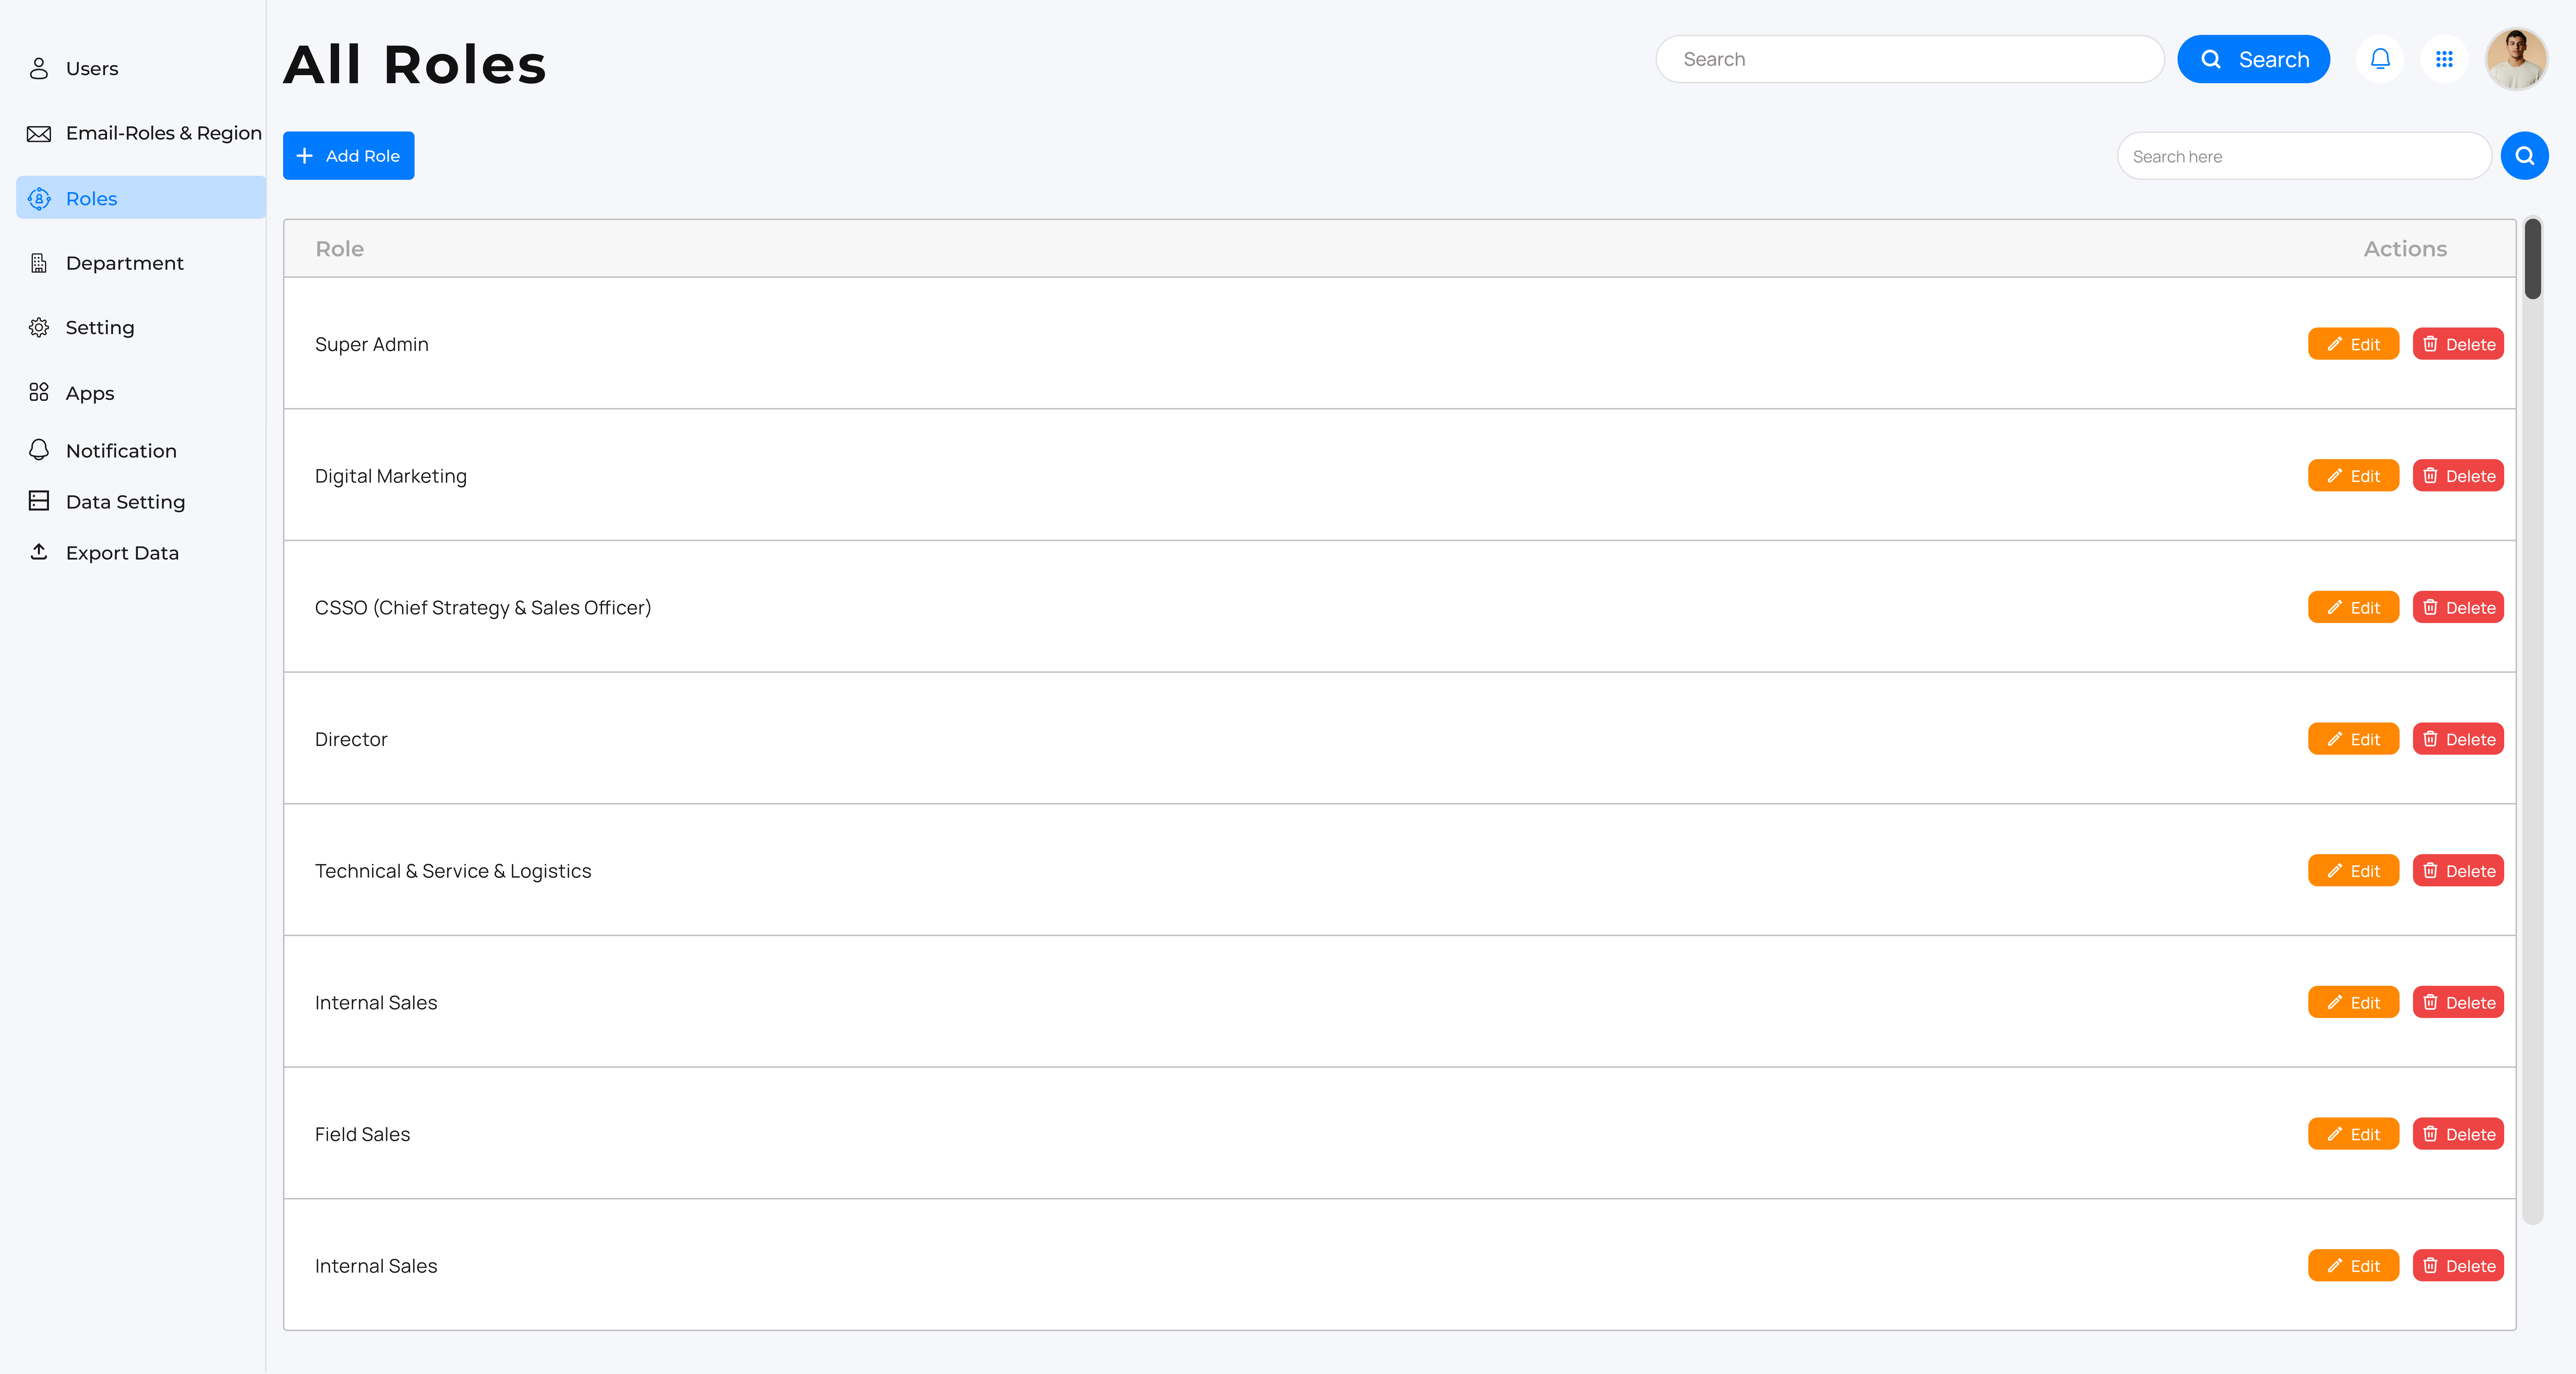 Users
Email-Roles & Region
Roles
Department
Setting
Apps
Notification
Data Setting
Export Data
All Roles
Search
Search
Add Role
Search here
Role Actions
Super Admin Edit Delete
Digital Marketing Edit Delete
CSSO (Chief Strategy & Sales Officer) Edit Delete
Director Edit Delete
Technical & Service & Logistics Edit Delete
Internal Sales Edit Delete
Field Sales Edit Delete
Internal Sales Edit Delete